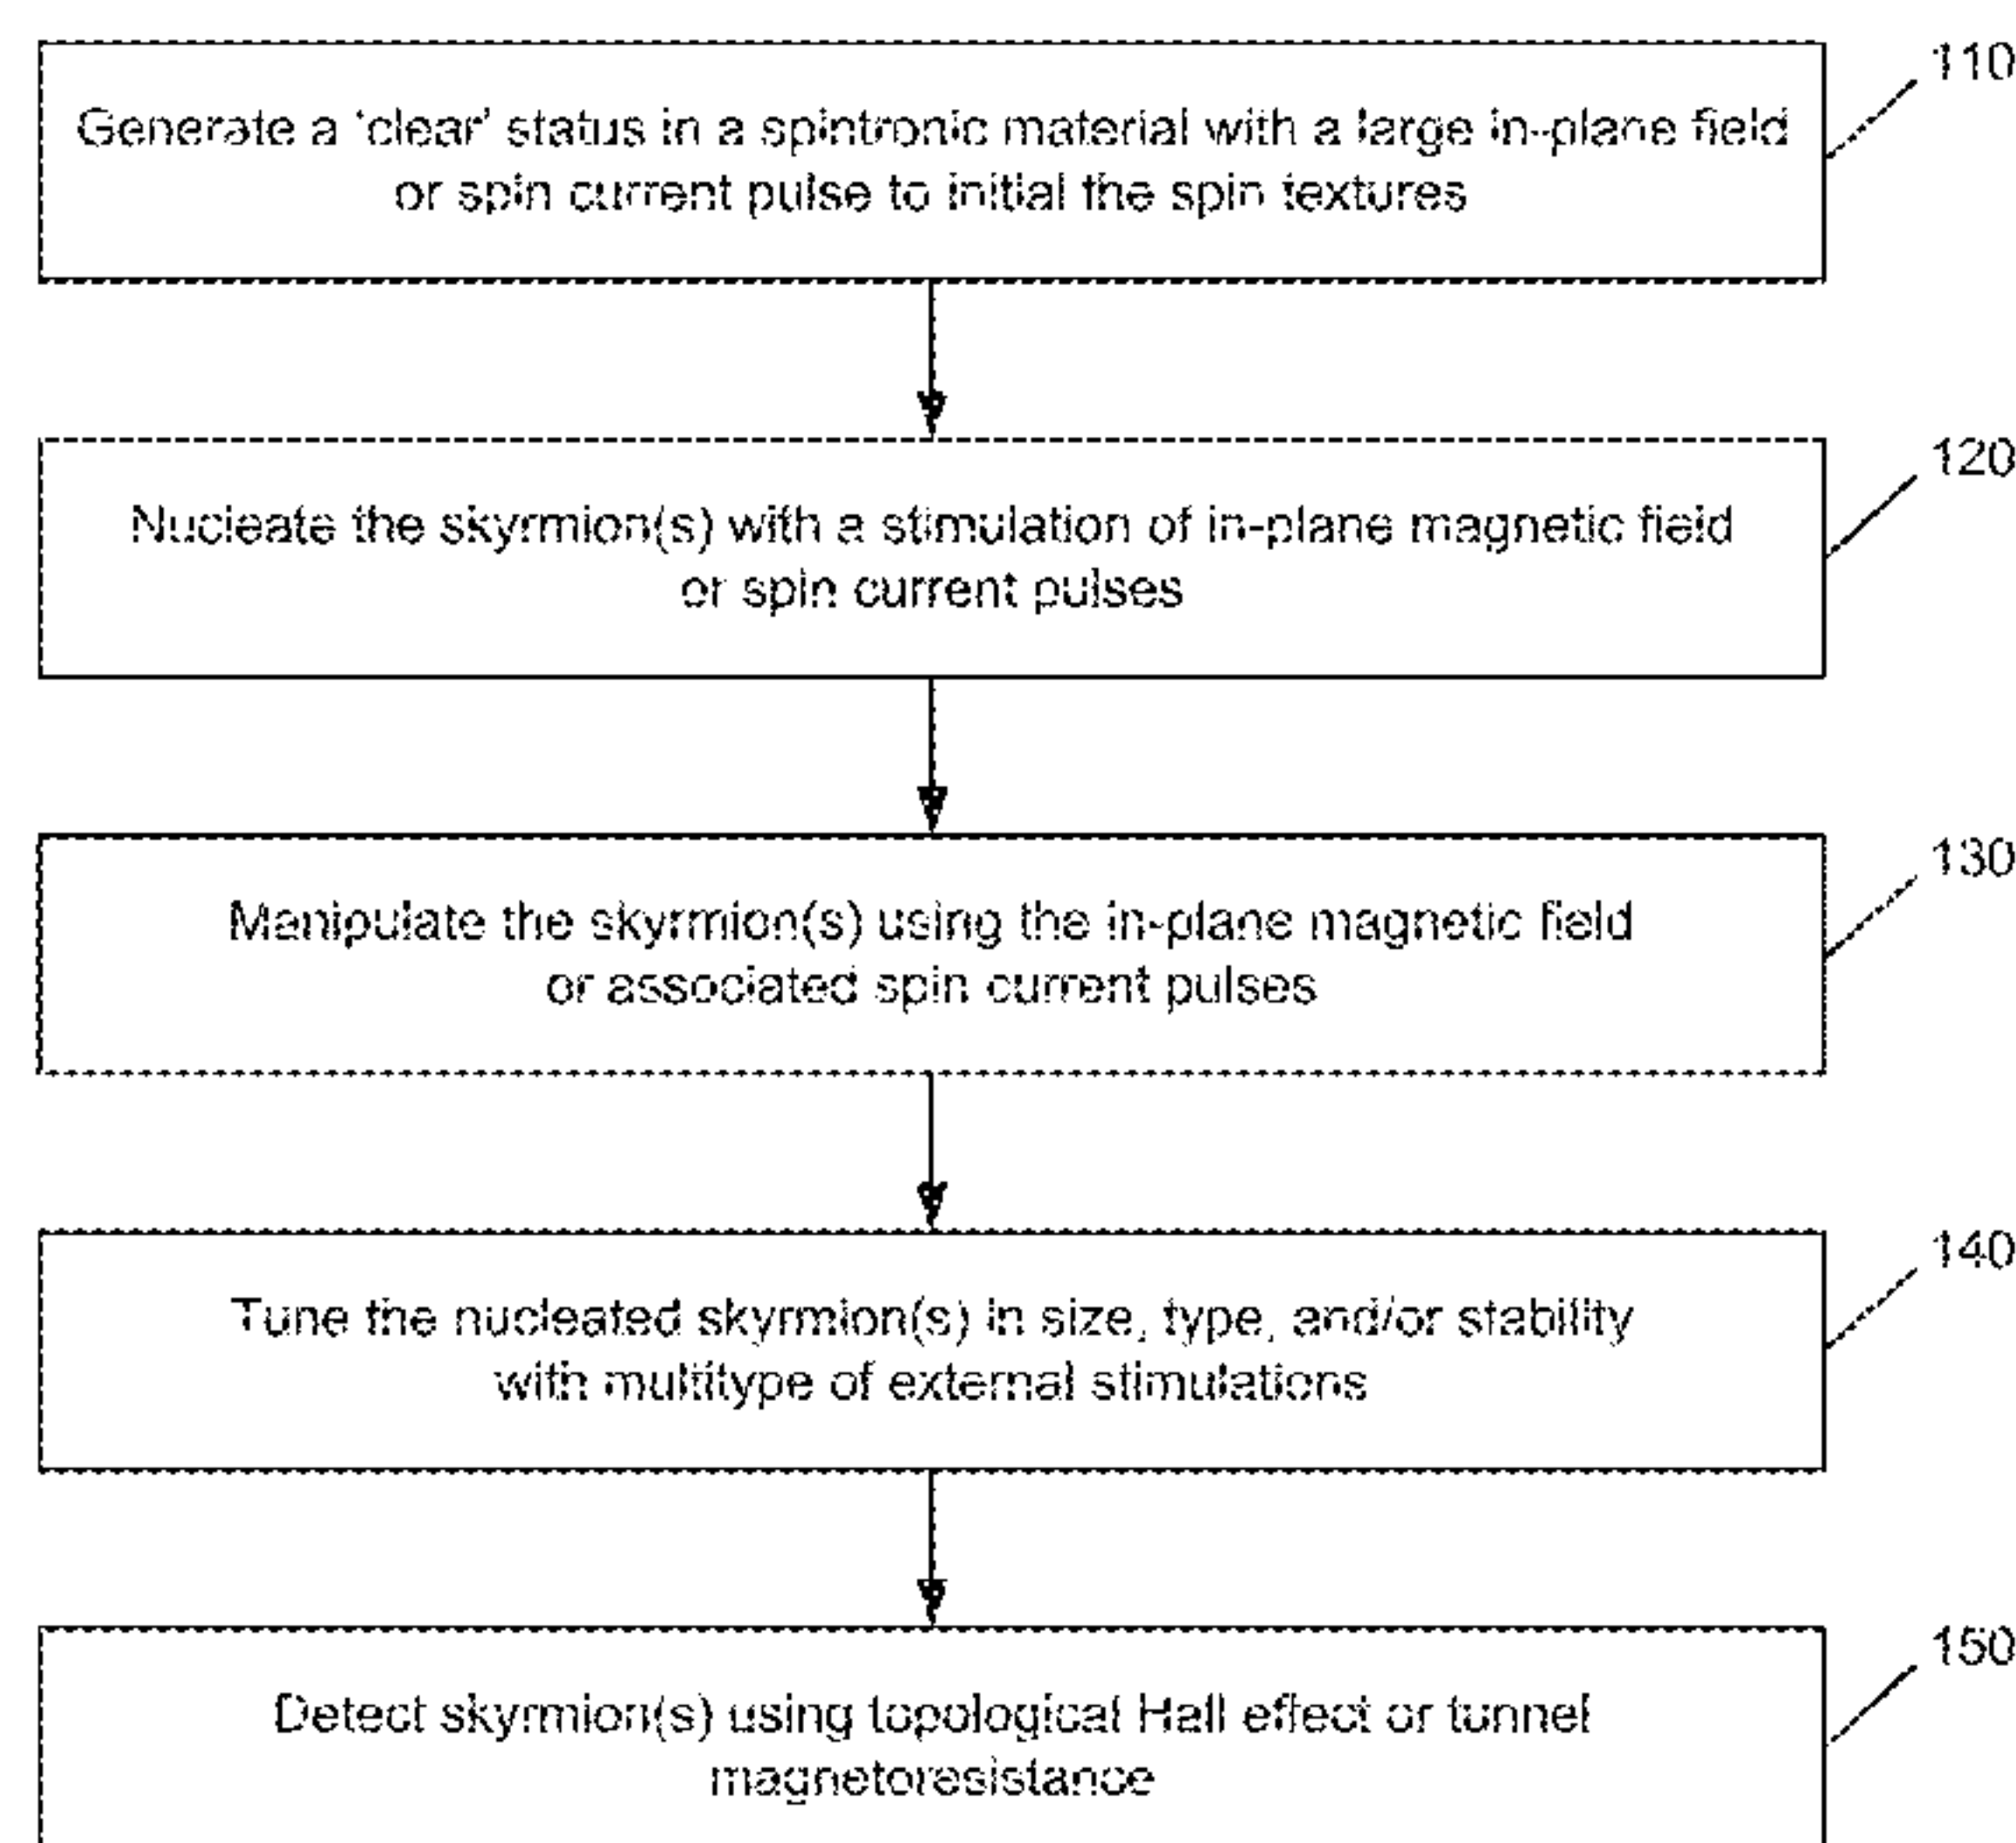 110
Generate a 'clear' status in a spintronic material with a large in-plane field
or spin current pulse to initial the spin textures
120
Nucleate the skyrmion(s) with a stimulation of in-plane magnetic field
or spin current pulses
130
Manipulate the skyrmion(s) using the in-plane magnetic field
or associated spin current pulses
140
Tune the nucleated skyrmion(s) in size, type, and/or stability
with multitype of external stimulations
150
Detect skyrmion(s) using topological Hall effect or tunnel
magnetoresistance